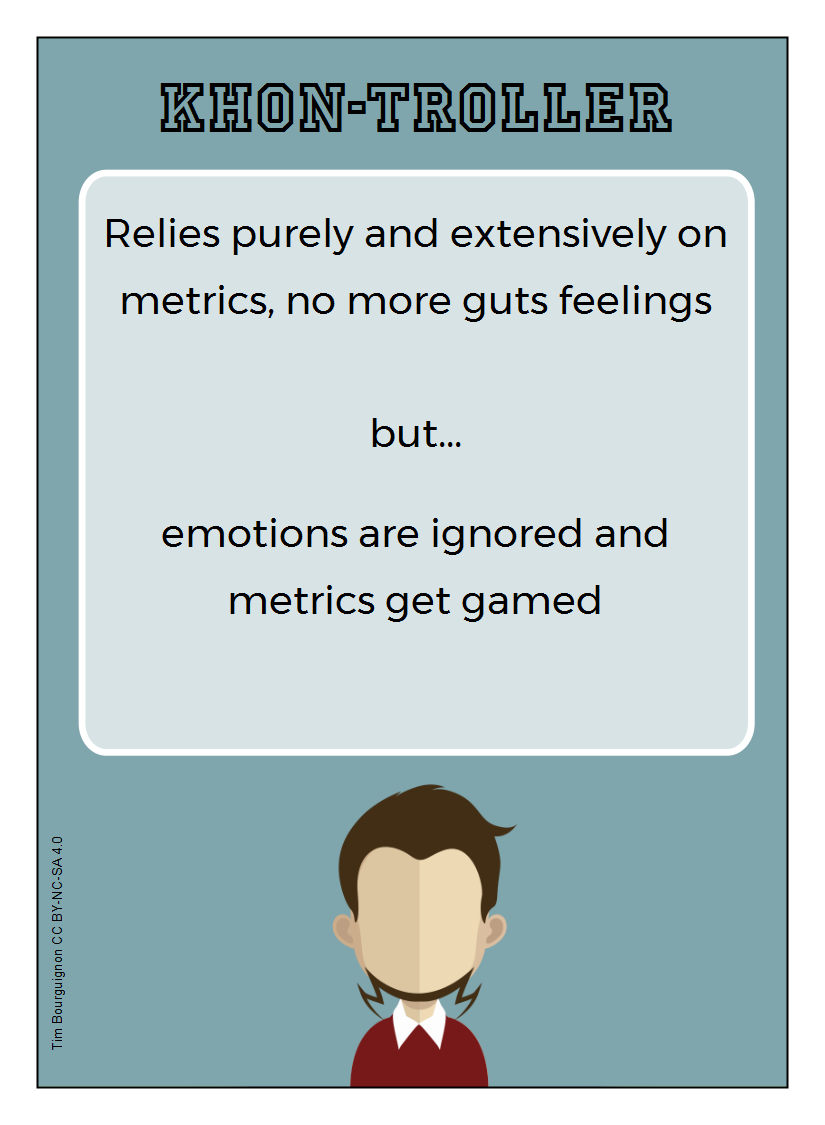 KHON-TROLLER
Relies purely and extensively on
metrics, no more guts feelings
but...
emotions are ignored and
metrics get gamed
Tim Bourguignon CC BY-NC-SA 4.0